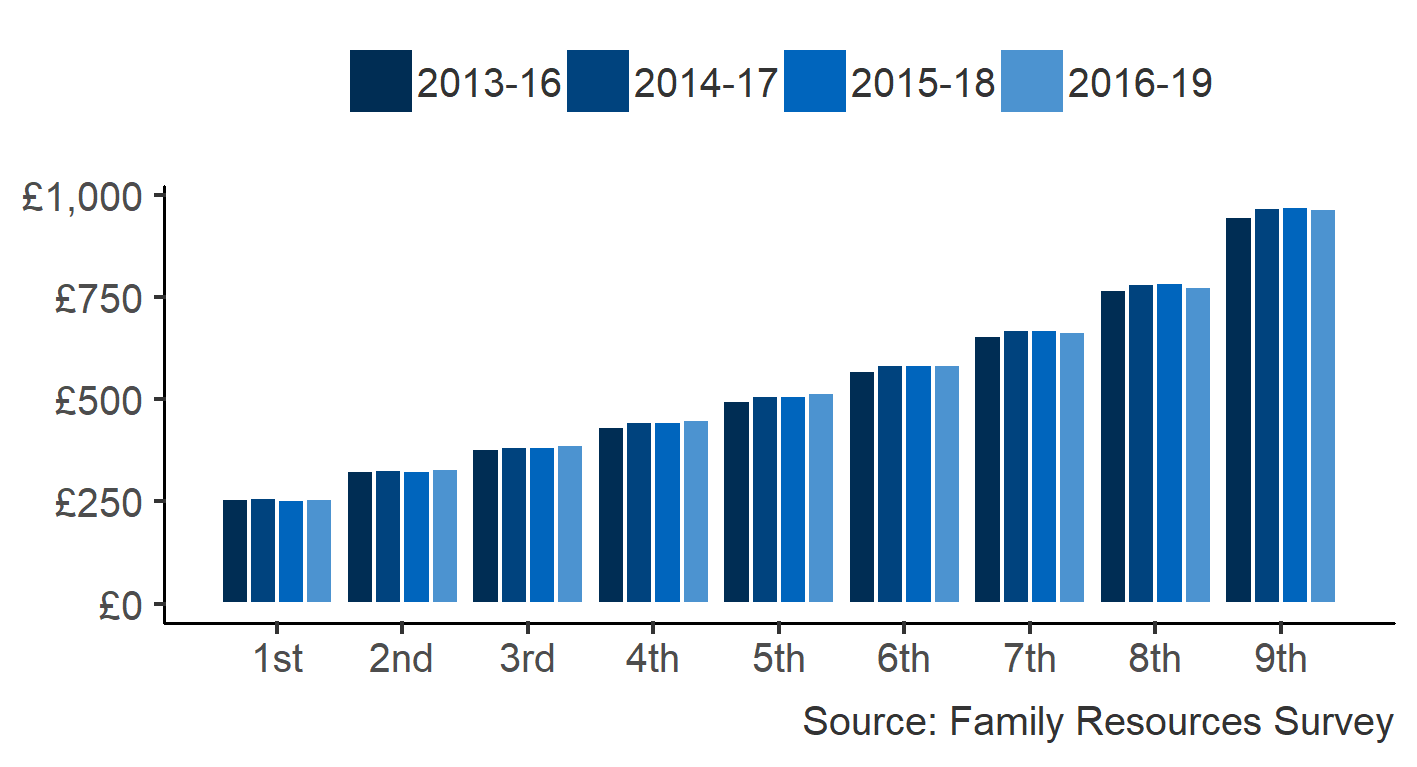 2013-16 2014-17 2015-18 2016-19
£1,000
£750
£500
£250
£0
1st 2nd 3rd 4th 5th 6th 7th 8th 9th
Source: Family Resources Survey